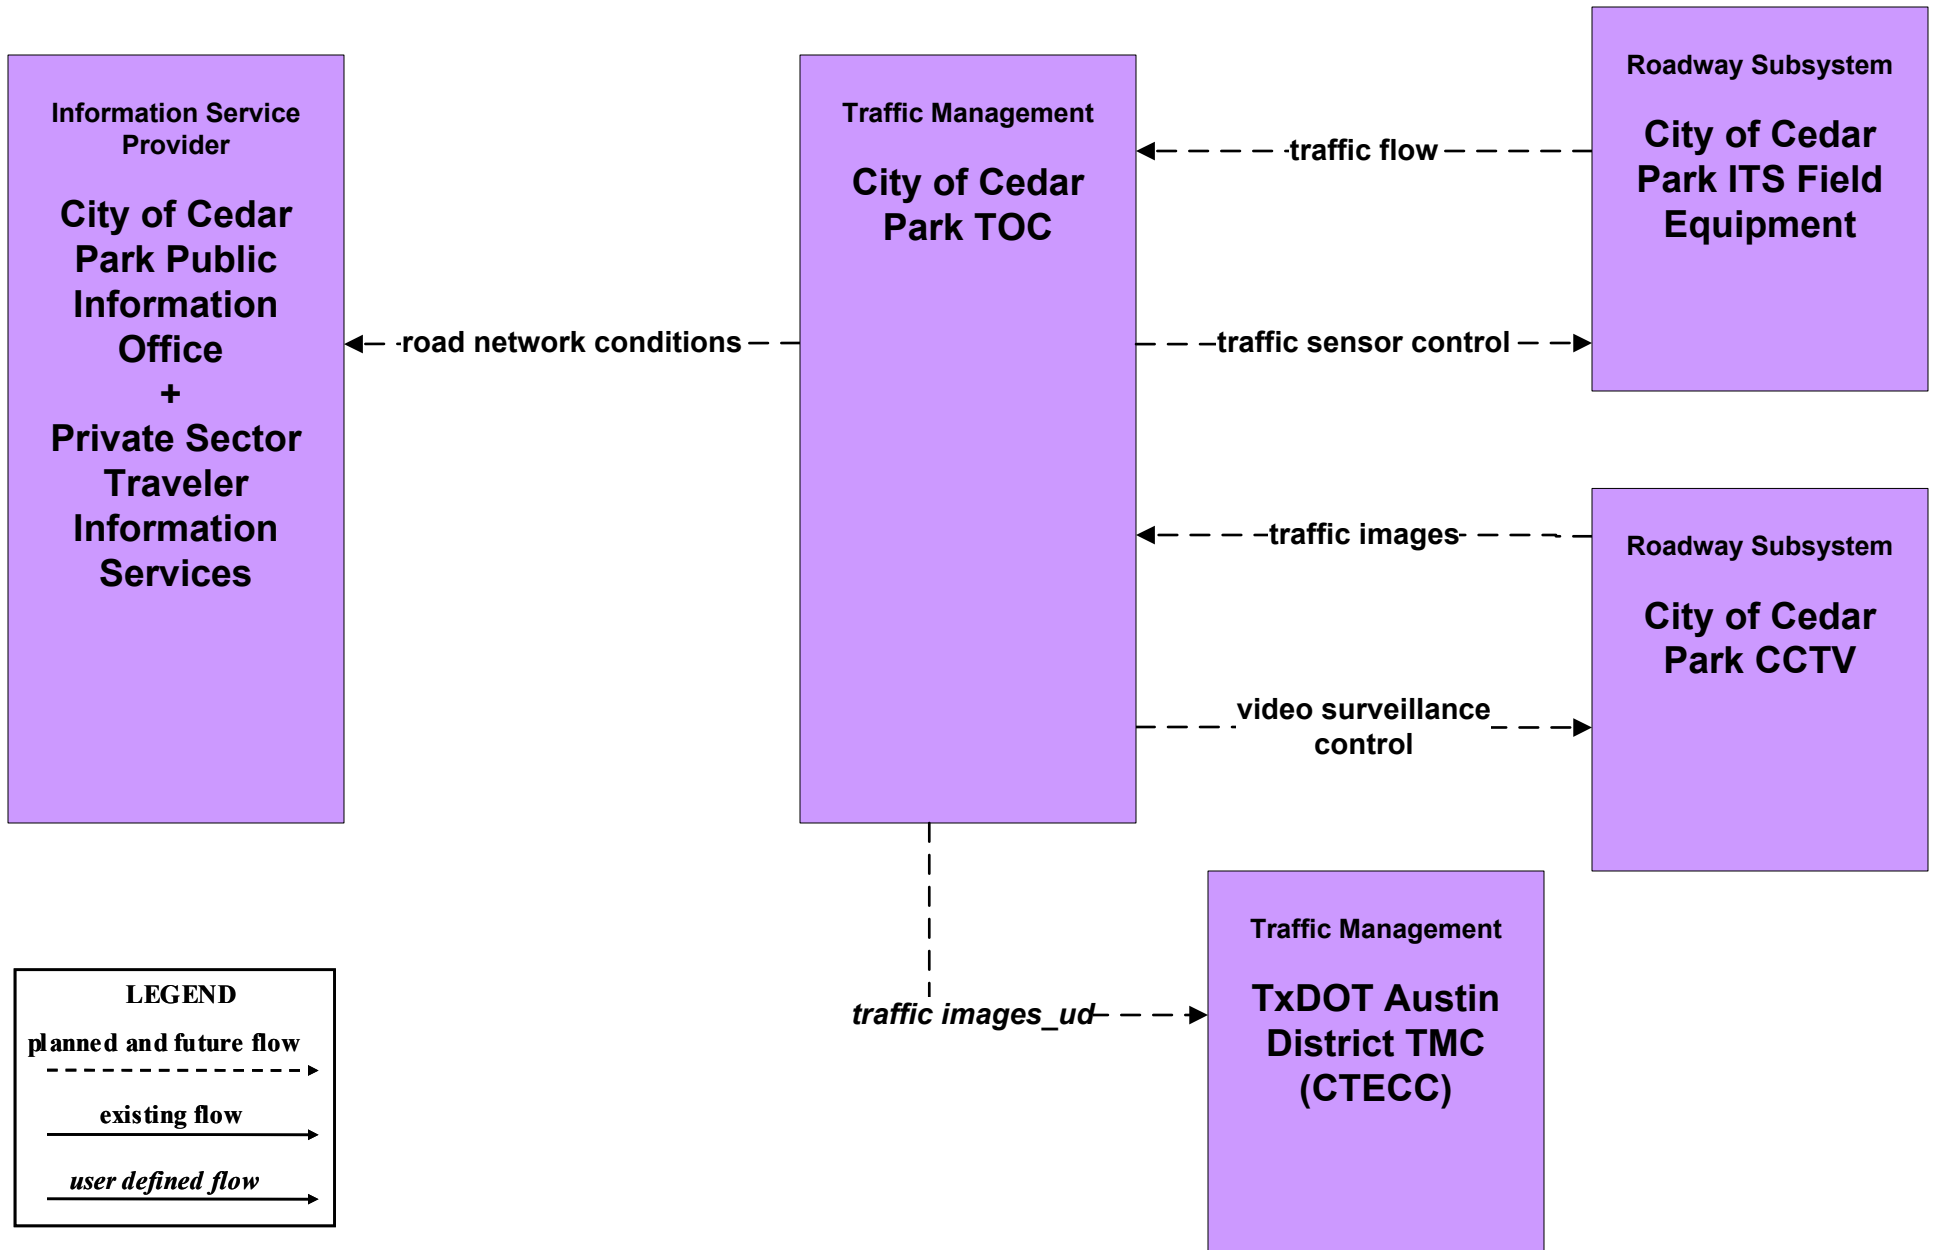 Information Service
Provider
City of Cedar
Park Public
Information
Office
+
Private Sector
Traveler
Information
Services
road network conditions
Traffic Management
City of Cedar
Park TOC
traffic flow
traffic sensor control
traffic images
video surveillance
control
Roadway Subsystem
City of Cedar
Park ITS Field
Equipment
Roadway Subsystem
City of Cedar
Park CCTV
traffic images_ud
Traffic Management
TxDOT Austin
District TMC
(CTECC)
LEGEND
planned and future flow
existing flow
user defined flow